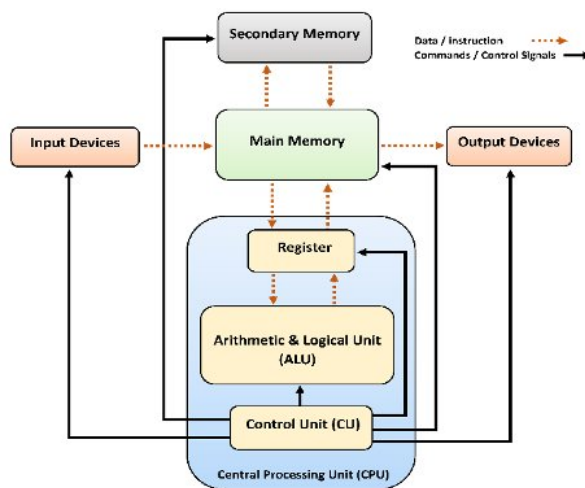 Secondary Memory
Data / instruction
Commands / Control Signals
Input Devices
Main Memory
Output Devices
Register
Arithmetic & Logical Unit
(ALU)
Control Unit (CU)
Central Processing Unit (CPU)